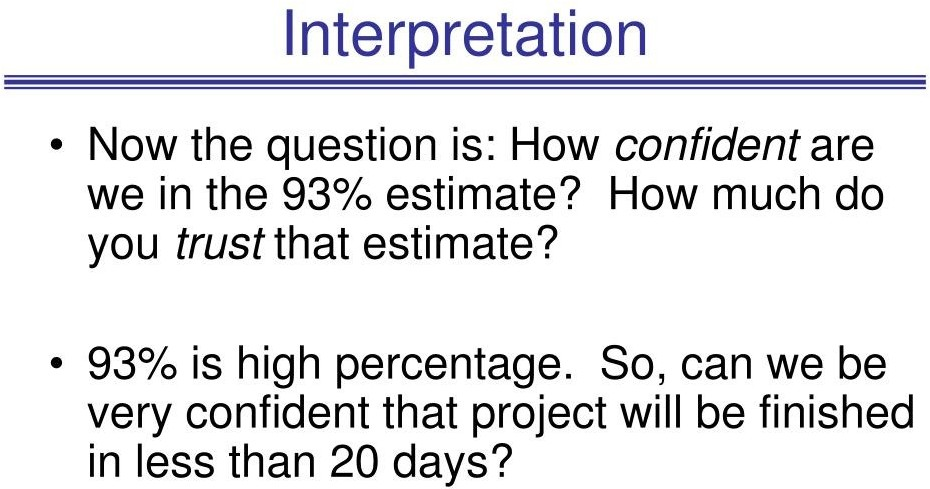 Interpretation
• Now the question is: How confident are
we in the 93% estimate?  How much do
you trust that estimate?
• 93% is high percentage.  So, can we be
very confident that project will be finished
in less than 20 days?